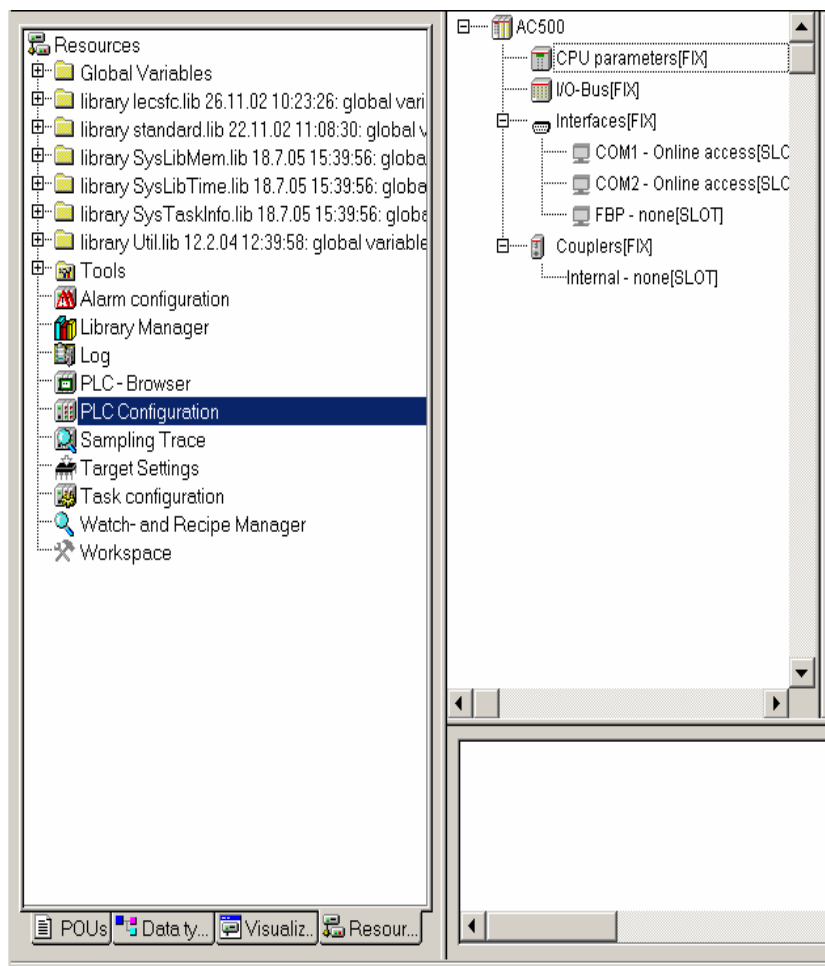 Resources
Global Variables
library Iecsfc.lib 26.11.02 10:23:26: global vari
library standard.lib 22.11.02 11:08:30: global v
library SysLibMem.lib 18.7.05 15:39:56: globa
library SysLibTime.lib 18.7.05 15:39:56: globa
library SysTaskInfo.lib 18.7.05 15:39:56: globa
library Util.lib 12.2.04 12:39:58: global variable
Tools
Alarm configuration
Library Manager
Log
PLC - Browser
PLC Configuration
Sampling Trace
Target Settings
Task configuration
Watch- and Recipe Manager
Workspace
POUs
Data ty...
Visualiz...
Resour...
AC500
CPU parameters[FIX]
I/O-Bus[FIX]
Interfaces[FIX]
COM1 - Online access[SLO
COM2 - Online access[SLO
FBP - none[SLOT]
Couplers[FIX]
Internal - none[SLOT]